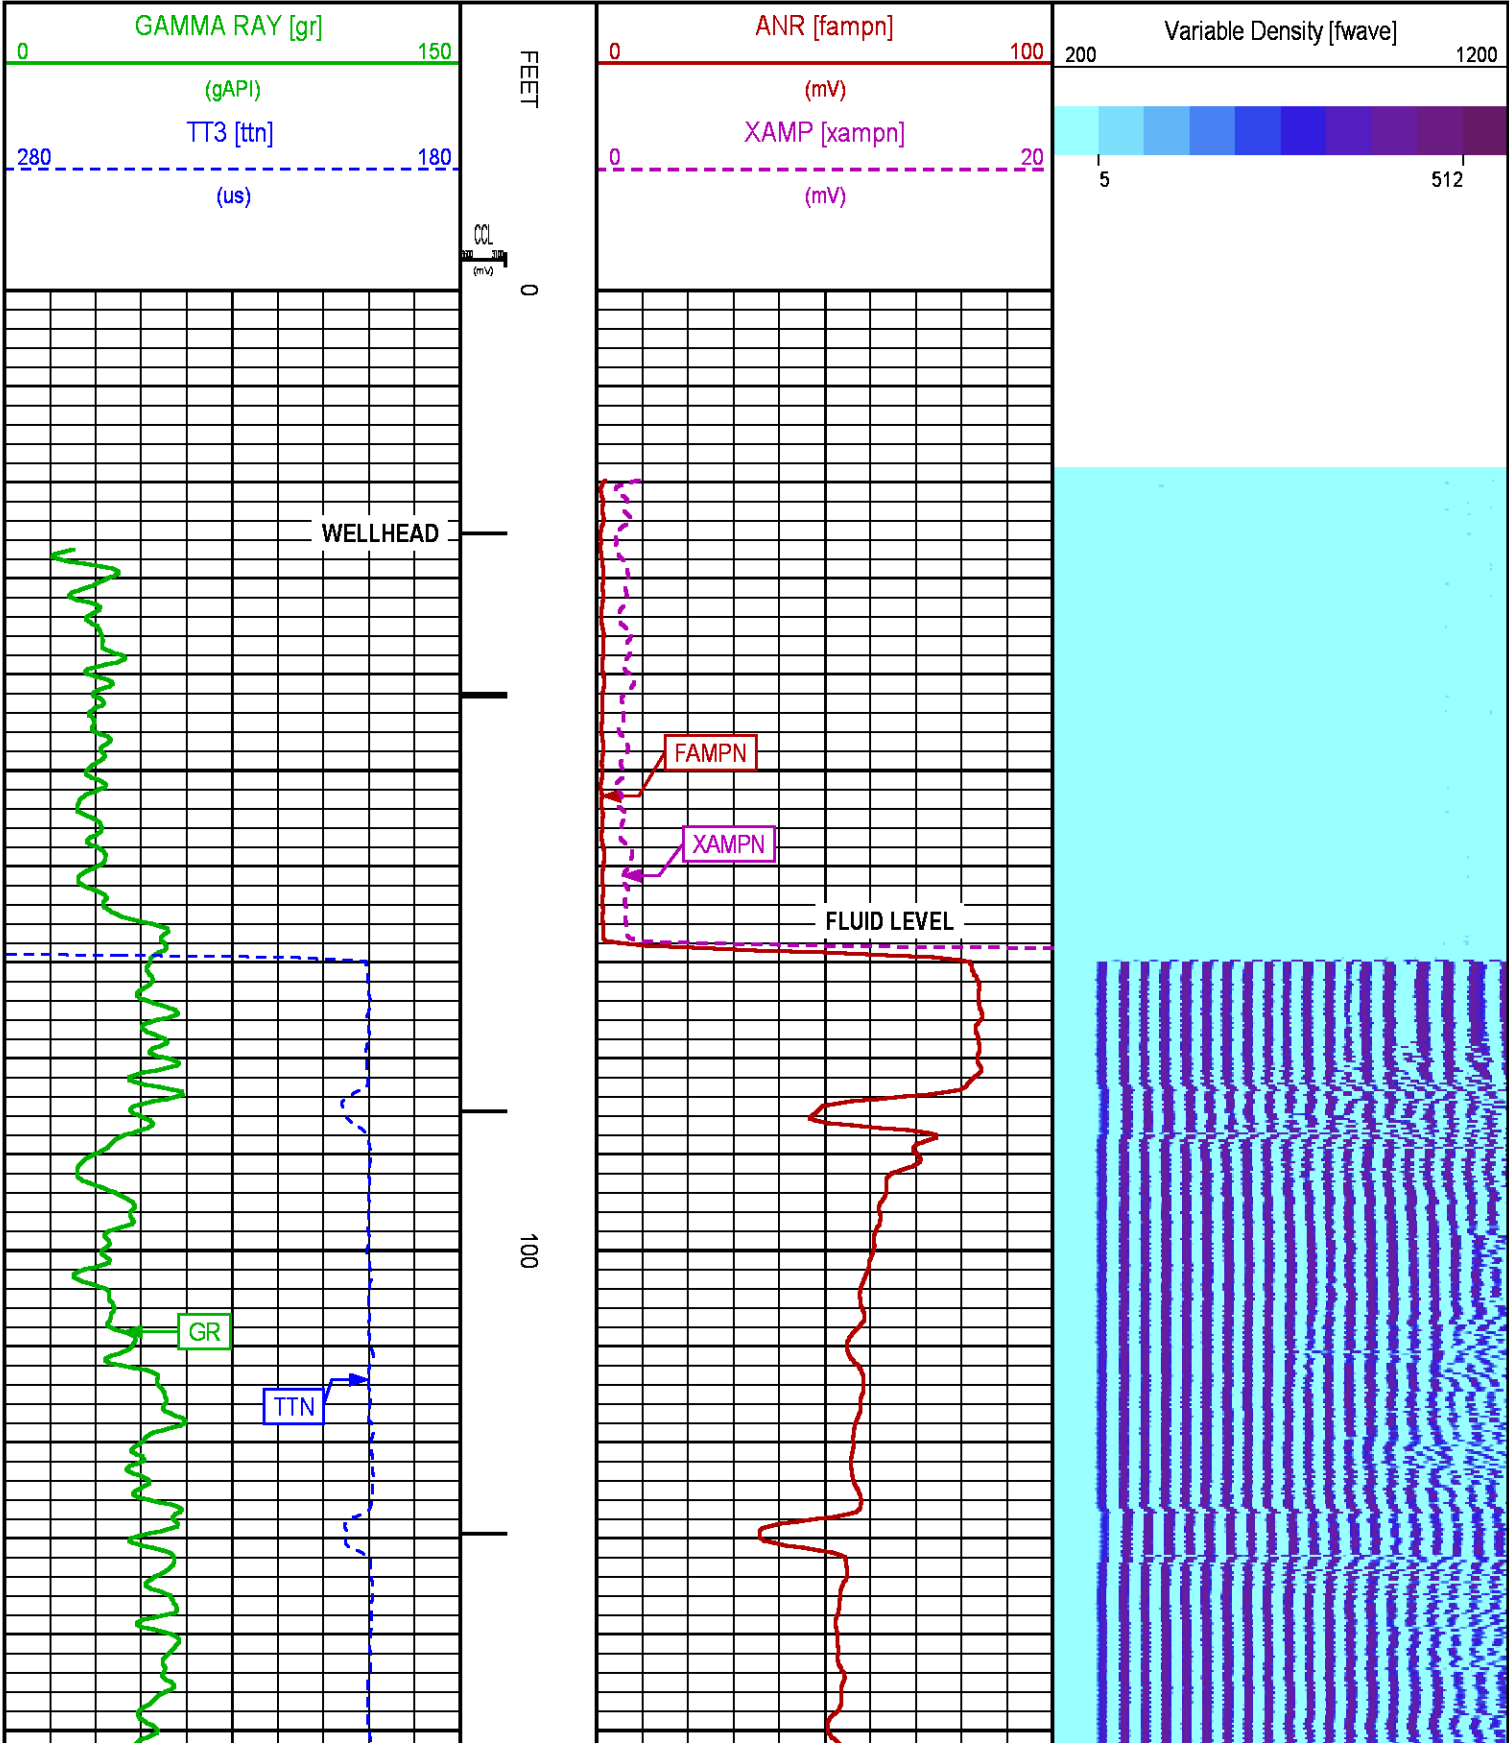 GAMMA RAY [gr]
0 150
(gAPI)
TT3 [ttn]
280 180
(us)
CCL
(mV)
FEET
0
100
ANR [fampn]
0 100
(mV)
XAMP [xampn]
0 20
(mV)
Variable Density [fwave]
200 1200
5 512
WELLHEAD
FAMPN
XAMPN
FLUID LEVEL
GR
TTN